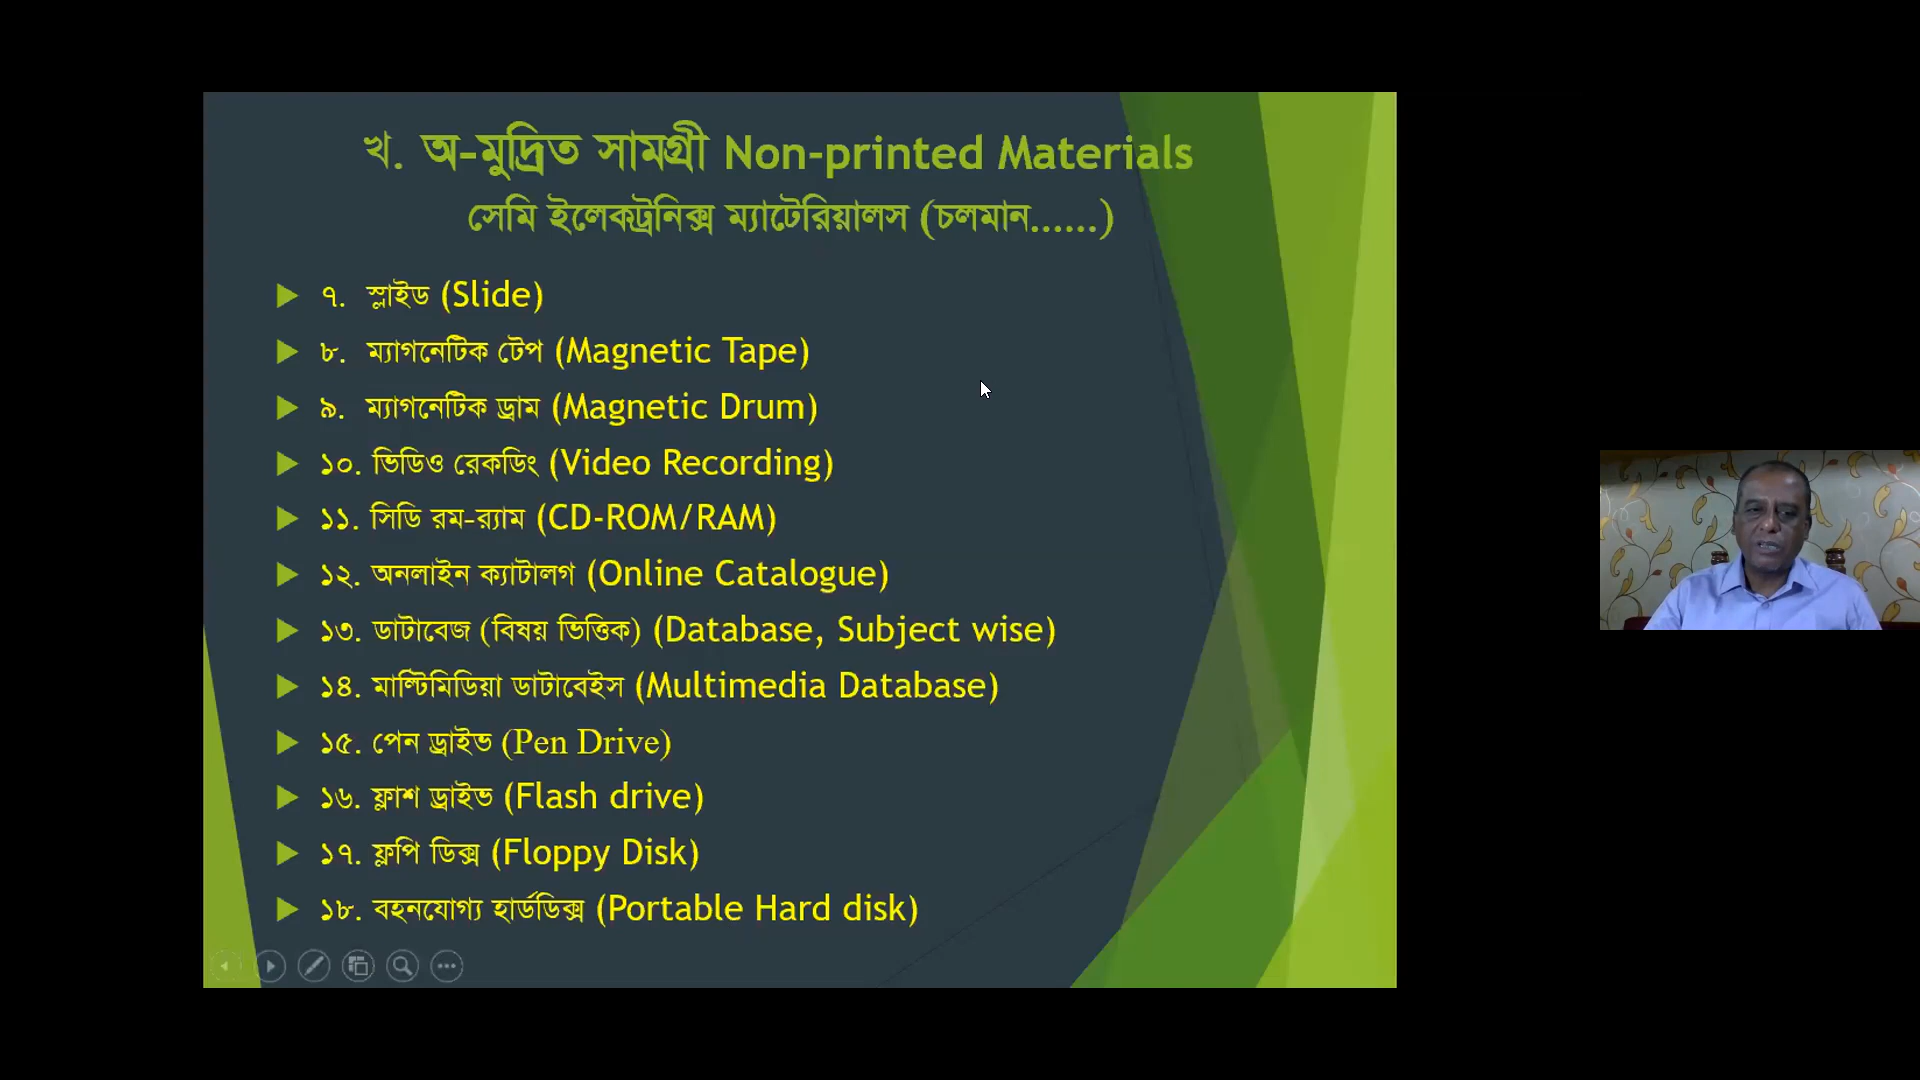 খ. অ-মুদ্রিত সামগ্রী Non-printed Materials
সেমি ইলেকট্রনিক্স ম্যাটেরিয়ালস (চলমান......)
৭. স্লাইড (Slide)
৮. ম্যাগনেটিক টেপ (Magnetic Tape)
৯. ম্যাগনেটিক ড্রাম (Magnetic Drum)
১০. ভিডিও রেকডিং (Video Recording)
১১. সিডি রম-র‍্যাম (CD-ROM/RAM)
১২. অনলাইন ক্যাটালগ (Online Catalogue)
১৩. ডাটাবেজ (বিষয় ভিত্তিক) (Database, Subject wise)
১৪. মাল্টিমিডিয়া ডাটাবেইস (Multimedia Database)
১৫. পেন ড্রাইভ (Pen Drive)
১৬. ফ্লাশ ড্রাইভ (Flash drive)
১৭. ফ্লপি ডিক্স (Floppy Disk)
১৮. বহনযোগ্য হার্ডডিক্স (Portable Hard disk)